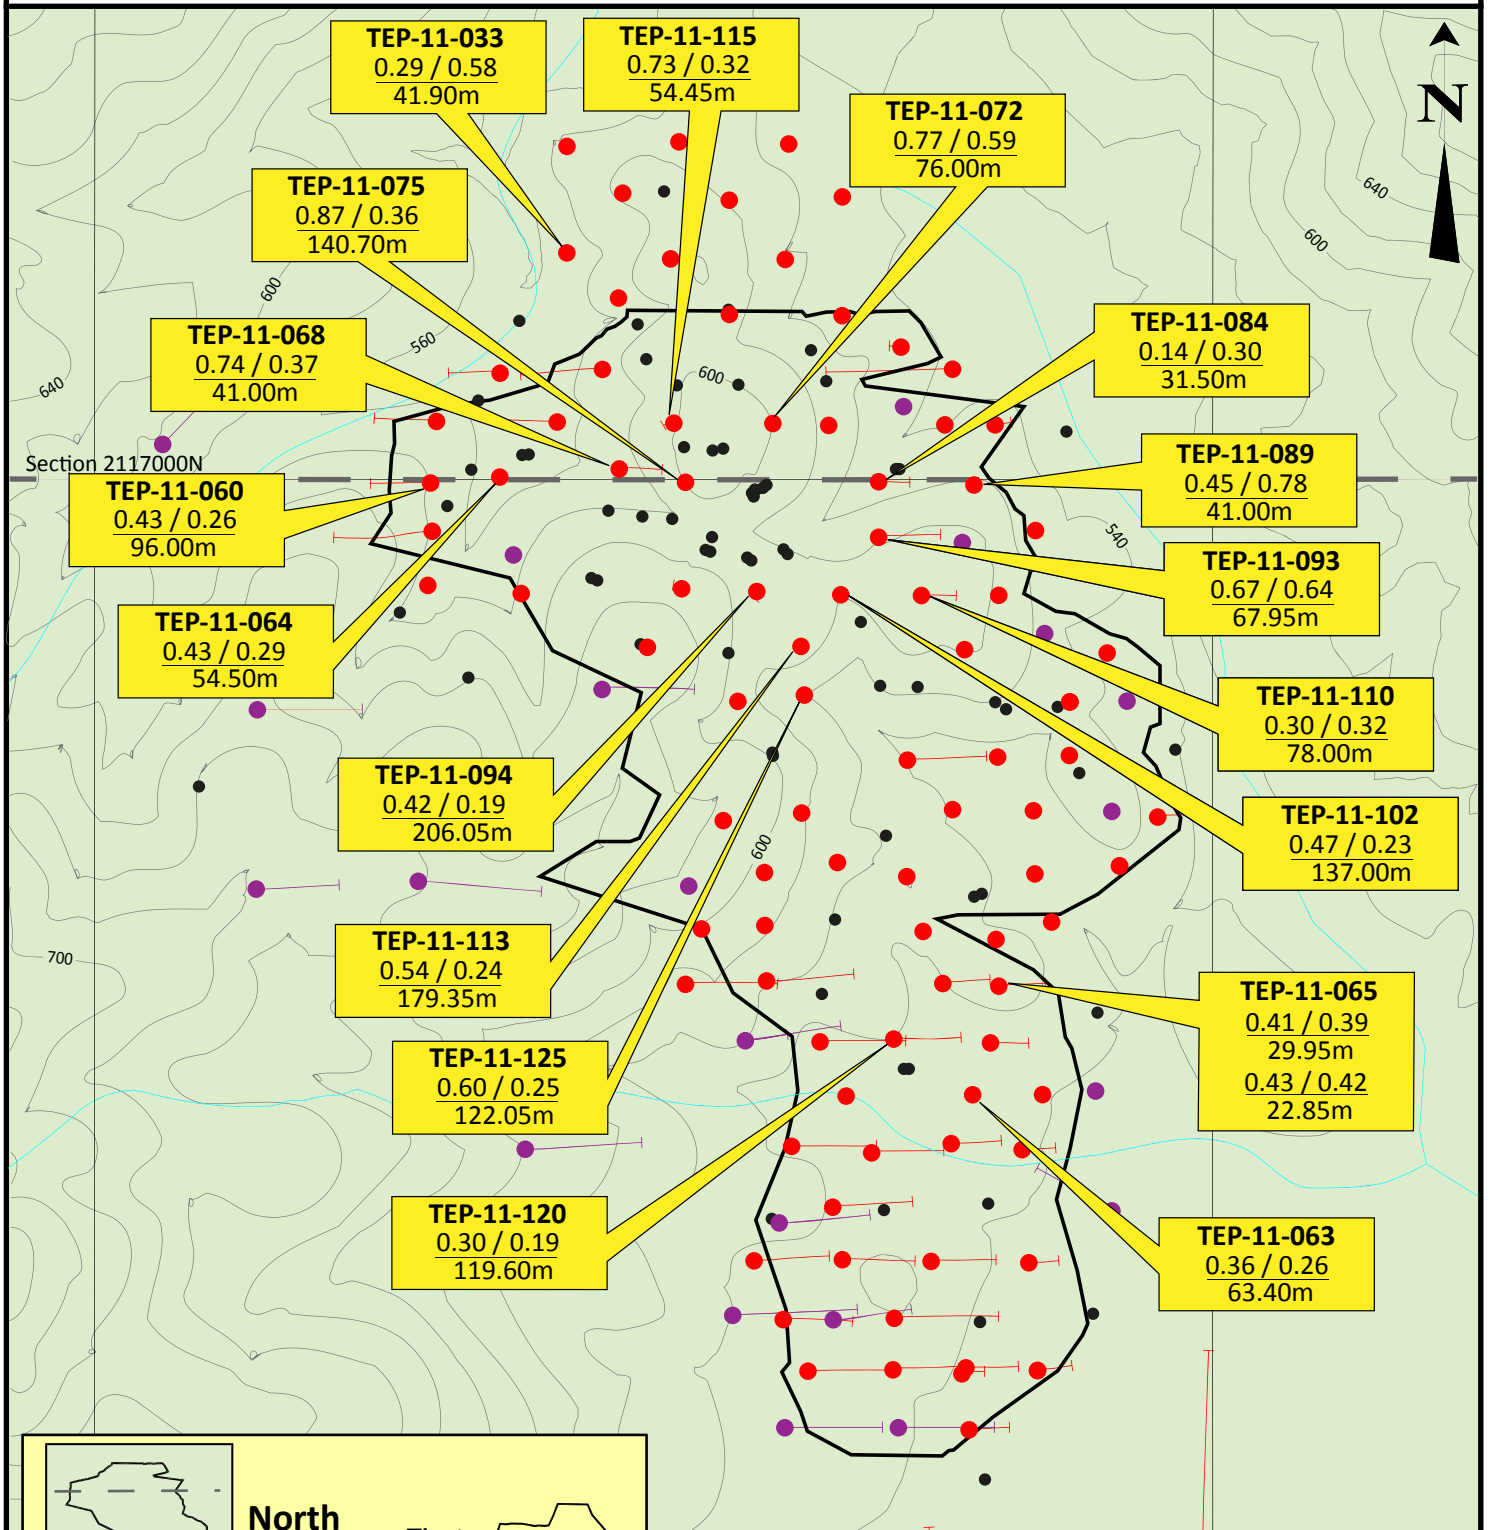 TEP-11-033
0.29 / 0.58
41.90m
TEP-11-115
0.73 / 0.32
54.45m
TEP-11-072
0.77 / 0.59
76.00m
N
640
600
TEP-11-075
0.87 / 0.36
140.70m
600
560
640
600
TEP-11-068
0.74 / 0.37
41.00m
TEP-11-084
0.14 / 0.30
31.50m
Section 2117000N
TEP-11-089
0.45 / 0.78
41.00m
TEP-11-060
0.43 / 0.26
96.00m
540
TEP-11-093
0.67 / 0.64
67.95m
TEP-11-064
0.43 / 0.29
54.50m
TEP-11-110
0.30 / 0.32
78.00m
TEP-11-094
0.42 / 0.19
206.05m
600
TEP-11-102
0.47 / 0.23
137.00m
TEP-11-113
0.54 / 0.24
179.35m
700
TEP-11-065
0.41 / 0.39
29.95m
0.43 / 0.42
22.85m
TEP-11-125
0.60 / 0.25
122.05m
TEP-11-120
0.30 / 0.19
119.60m
TEP-11-063
0.36 / 0.26
63.40m
North